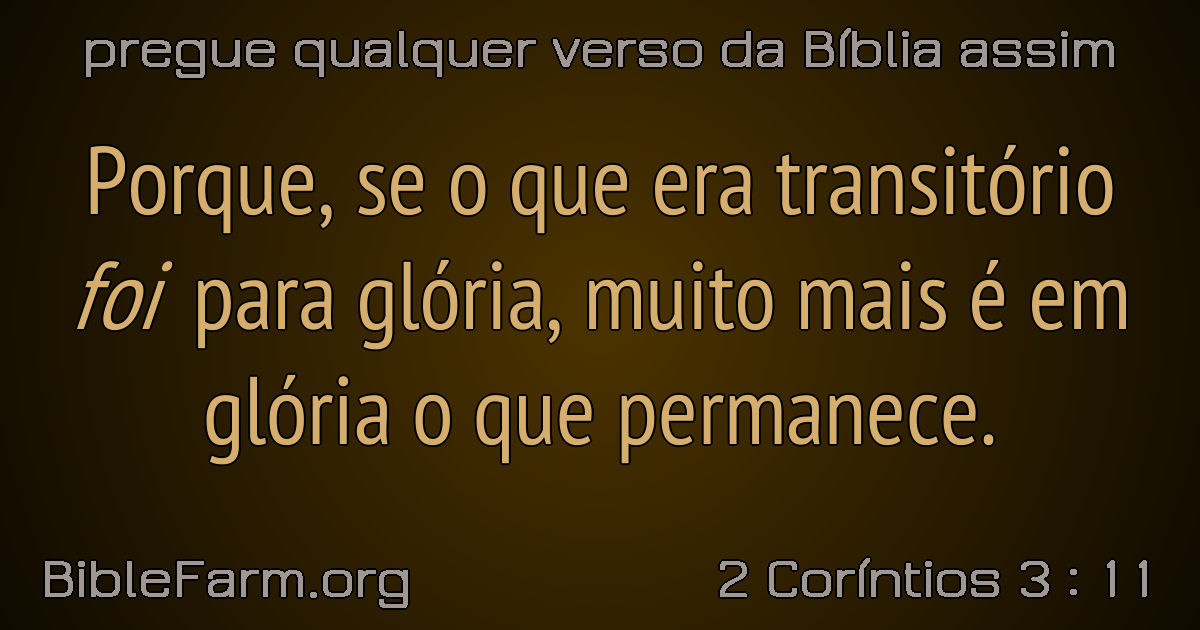 pregue qualquer verso da Bíblia assim
Porque, se o que era transitório
foi para glória, muito mais é em
glória o que permanece.
BibleFarm.org
2 Coríntios 3 : 11